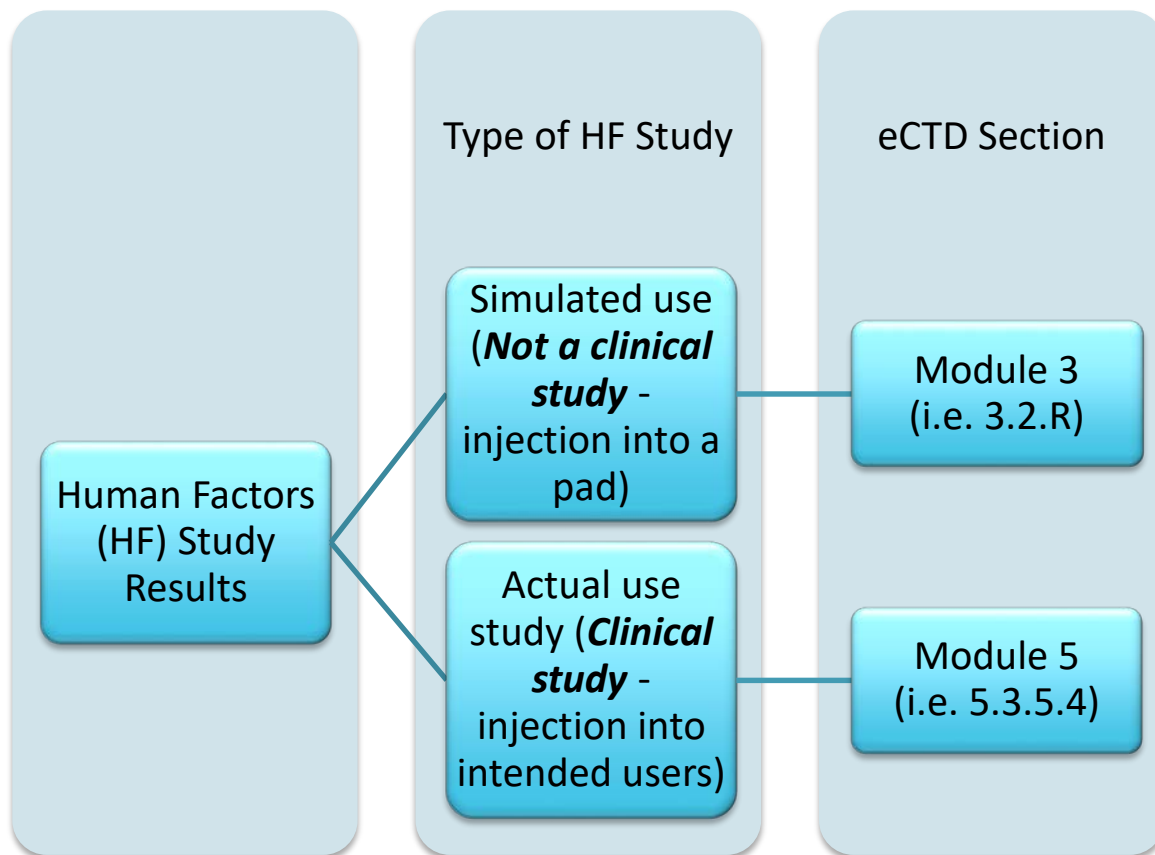 Type of HF Study
eCTD Section
Human Factors
(HF) Study
Results
Simulated use
(Not a clinical
study -
injection into a
pad)
Module 3
(i.e. 3.2.R)
Actual use
study (Clinical
study -
injection into
intended users)
Module 5
(i.e. 5.3.5.4)